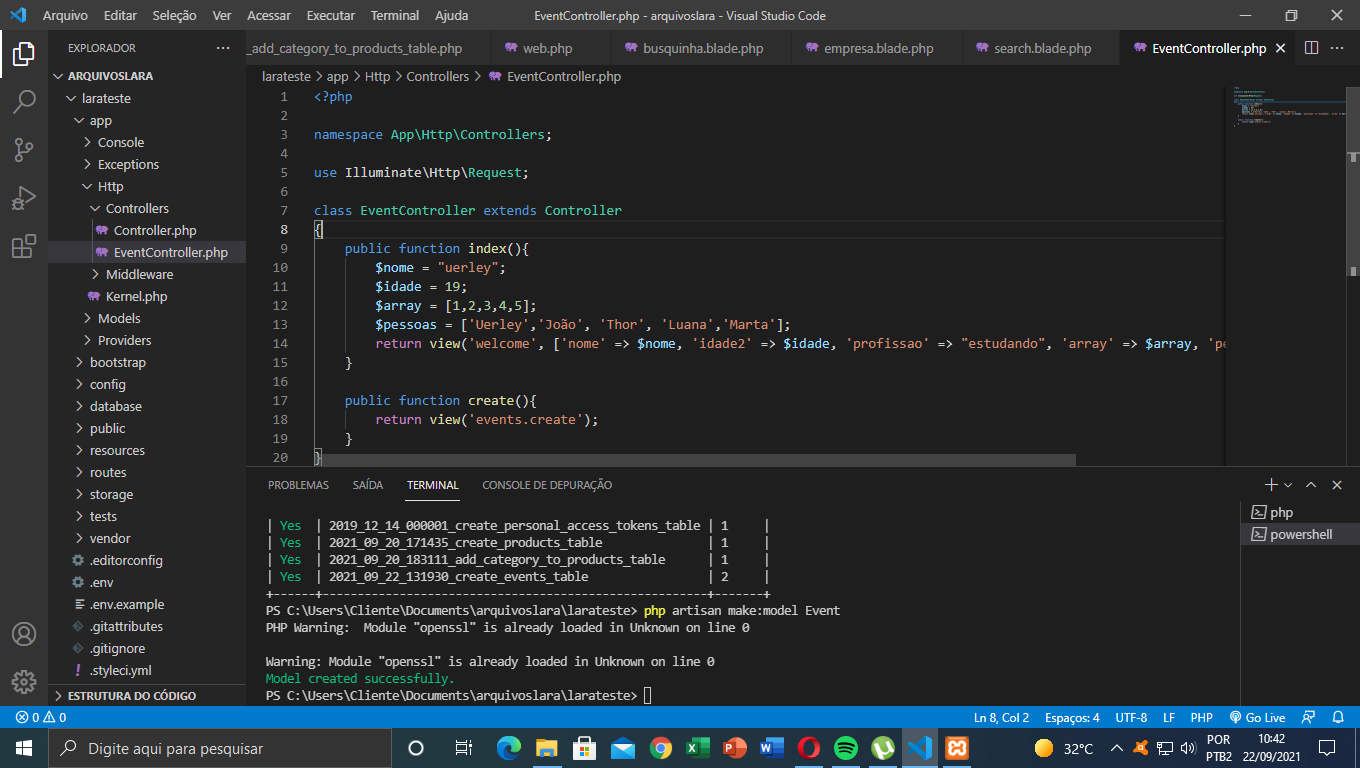 Arquivo Editar Seleção Ver Acessar Executar Terminal Ajuda
EventController.php - arquivoslara - Visual Studio Code
EXPLORADOR
_add_category_to_products_table.php web.php busquinha.blade.php empresa.blade.php search.blade.php EventController.php
ARQUIVOSLARA
larateste
app
Console
Exceptions
Http
Controllers
Controller.php
EventController.php
Middleware
Kernel.php
Models
Providers
bootstrap
config
database
public
resources
routes
storage
tests
vendor
.editorconfig
.env
.env.example
.gitattributes
.gitignore
.styleci.yml
ESTRUTURA DO CÓDIGO
larateste > app > Http > Controllers > EventController.php
1 <?php
2
3 namespace App\Http\Controllers;
4
5 use Illuminate\Http\Request;
6
7 class EventController extends Controller
8 {
9 public function index(){
10 $nome = "uerley";
11 $idade = 19;
12 $array = [1,2,3,4,5];
13 $pessoas = ['Uerley','João', 'Thor', 'Luana','Marta'];
14 return view('welcome', ['nome' => $nome, 'idade2' => $idade, 'profissao' => "estudando", 'array' => $array, 'pe
15 }
16
17 public function create(){
18 return view('events.create');
19 }
20 }
PROBLEMAS SAÍDA TERMINAL CONSOLE DE DEPURAÇÃO
| Yes | 2019_12_14_000001_create_personal_access_tokens_table | 1 |
| Yes | 2021_09_20_171435_create_products_table | 1 |
| Yes | 2021_09_20_183111_add_category_to_products_table | 1 |
| Yes | 2021_09_22_131930_create_events_table | 2 |
+------+-------------------------------------------------+-------+
PS C:\Users\Cliente\Documents\arquivoslara\larateste> php artisan make:model Event
PHP Warning:  Module "openssl" is already loaded in Unknown on line 0
Warning: Module "openssl" is already loaded in Unknown on line 0
Model created successfully.
PS C:\Users\Cliente\Documents\arquivoslara\larateste>
php
powershell
0 0
Ln 8, Col 2 Espaços: 4 UTF-8 LF PHP Go Live
Digite aqui para pesquisar
32°C
POR
PTB2
10:42
22/09/2021